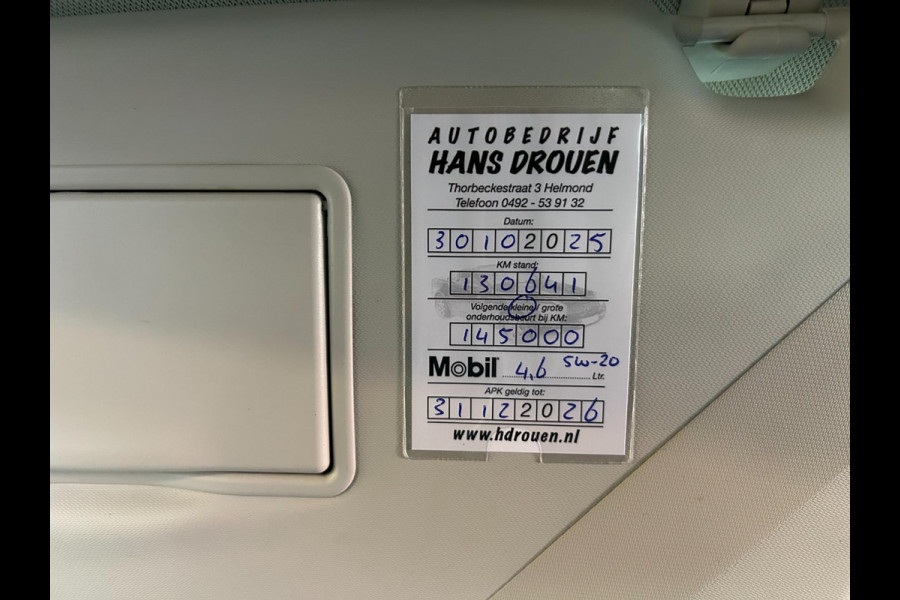 AUTOBEDRIJF
HANS DROUEN
Thorbeckestraat 3 Helmond
Telefoon 0492 - 53 91 32
Datum:
30102025
KM stand:
130641
Volgende kleine / grote
onderhoudsbeurt bij KM:
145000
Mobil 4,6 5W-20 Ltr.
APK geldig tot:
31122026
www.hdrouen.nl